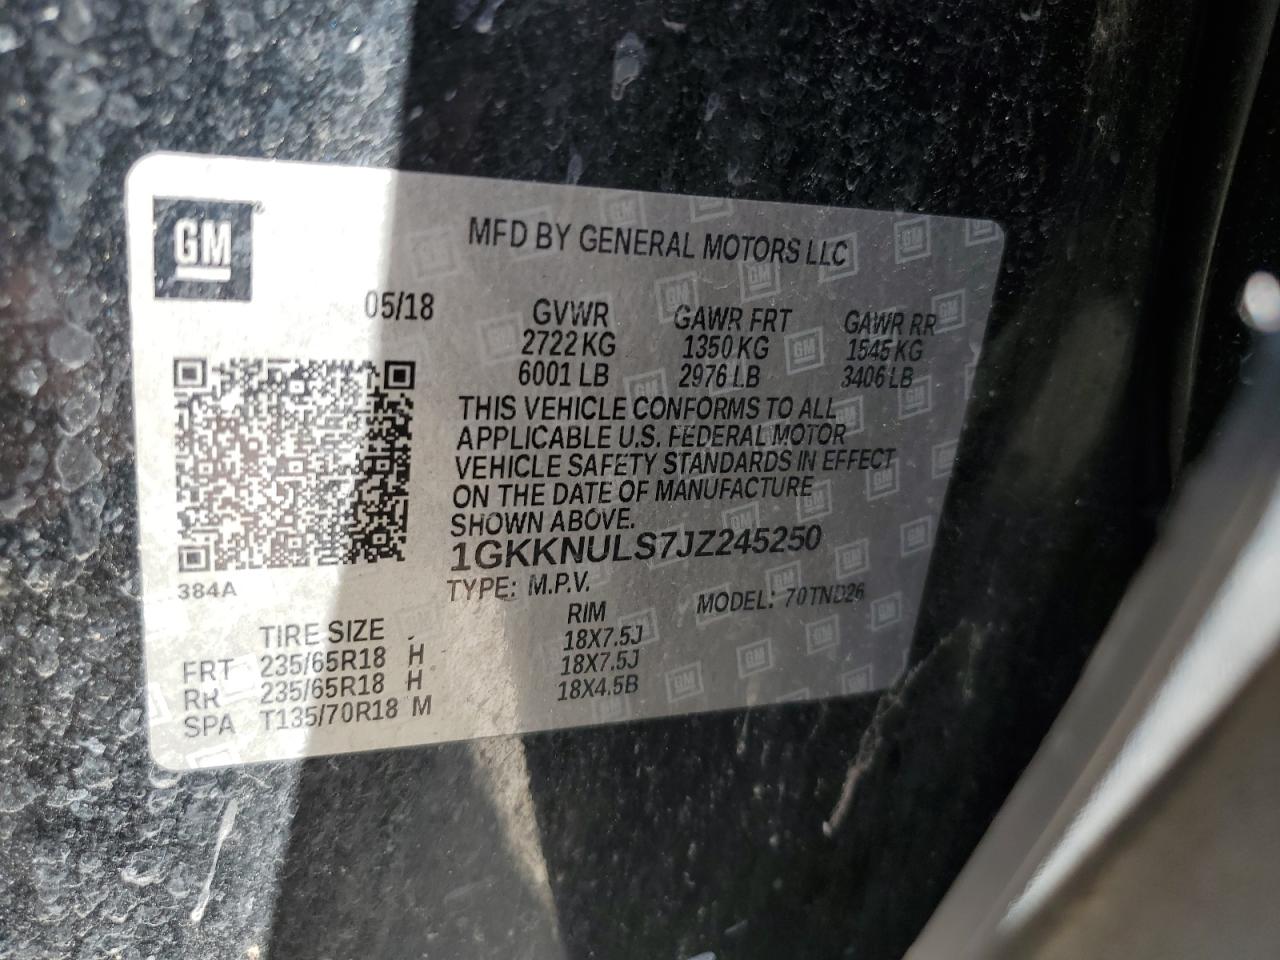 GM
MFD BY GENERAL MOTORS LLC
05/18
GVWR GAWR FRT GAWR RR
2722 KG 1350 KG 1545 KG
6001 LB 2976 LB 3406 LB
THIS VEHICLE CONFORMS TO ALL
APPLICABLE U.S. FEDERAL MOTOR
VEHICLE SAFETY STANDARDS IN EFFECT
ON THE DATE OF MANUFACTURE
SHOWN ABOVE.
1GKKNULS7JZ245250
384A
TYPE: M.P.V. MODEL: 70TND26
TIRE SIZE RIM
FRT 235/65R18 H 18X7.5J
RR 235/65R18 H 18X7.5J
SPA T135/70R18 M 18X4.5B